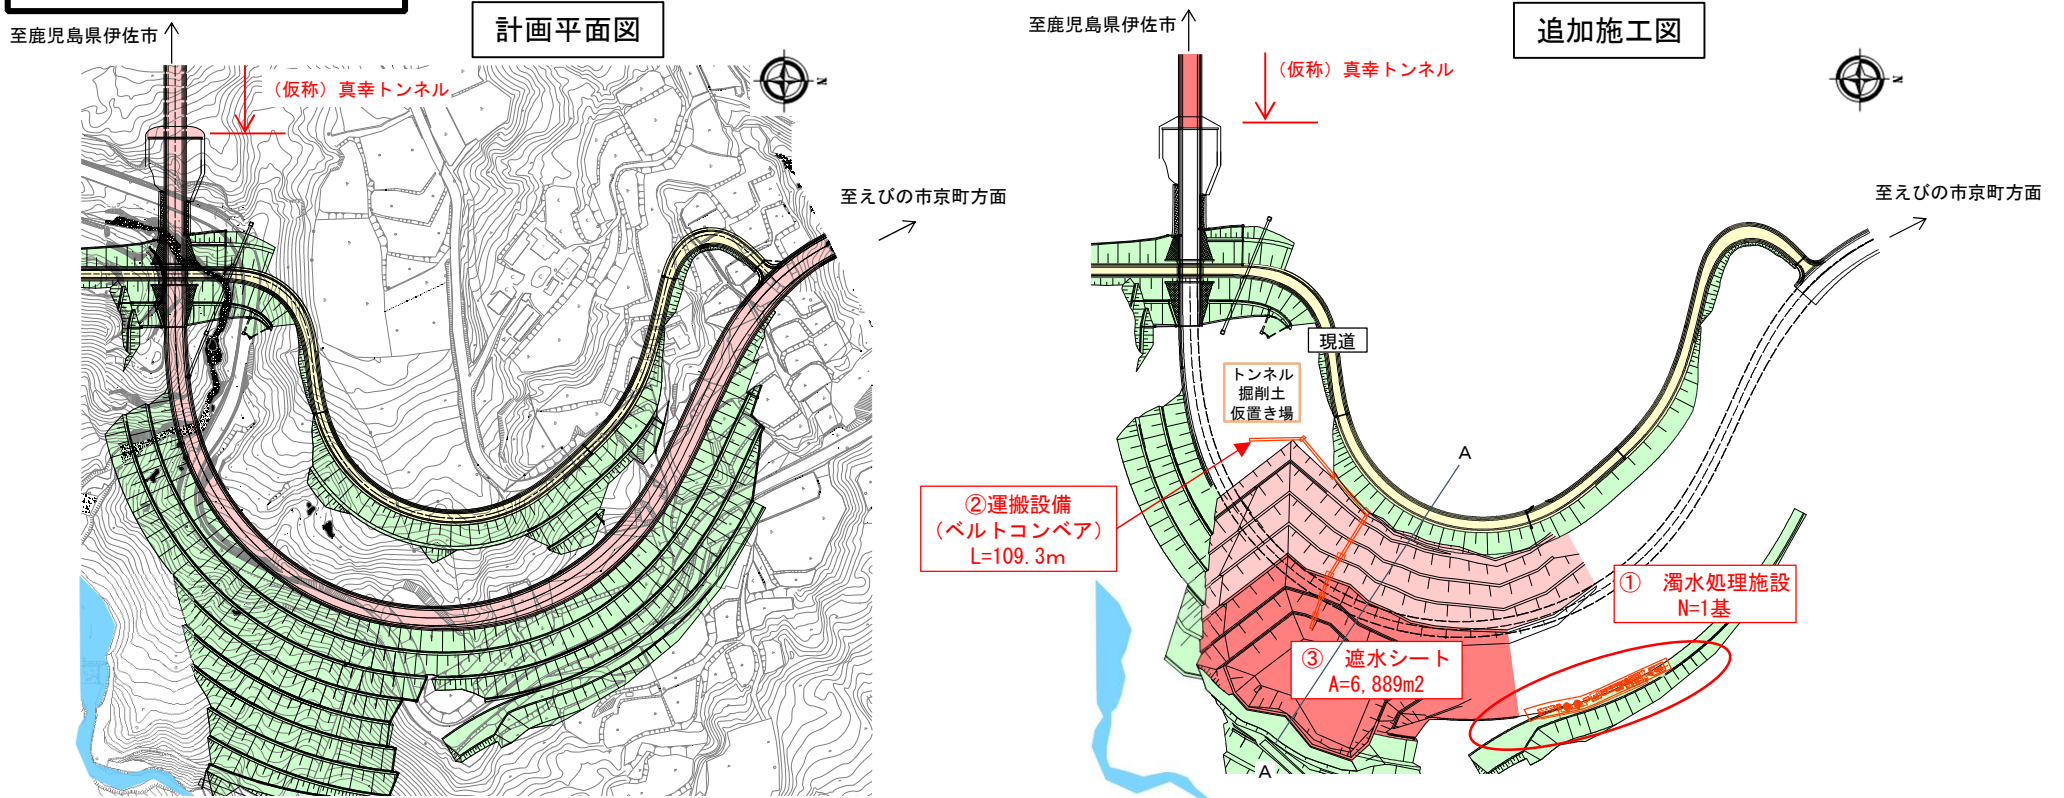 計画平面図
至鹿児島県伊佐市
(仮称)真幸トンネル
N
至えびの市京町方面
追加施工図
至鹿児島県伊佐市
(仮称)真幸トンネル
N
至えびの市京町方面
現道
トンネル
掘削土
仮置き場
A
②運搬設備
(ベルトコンベア)
L=109.3m
① 濁水処理施設
N=1基
③ 遮水シート
A=6,889m2
A